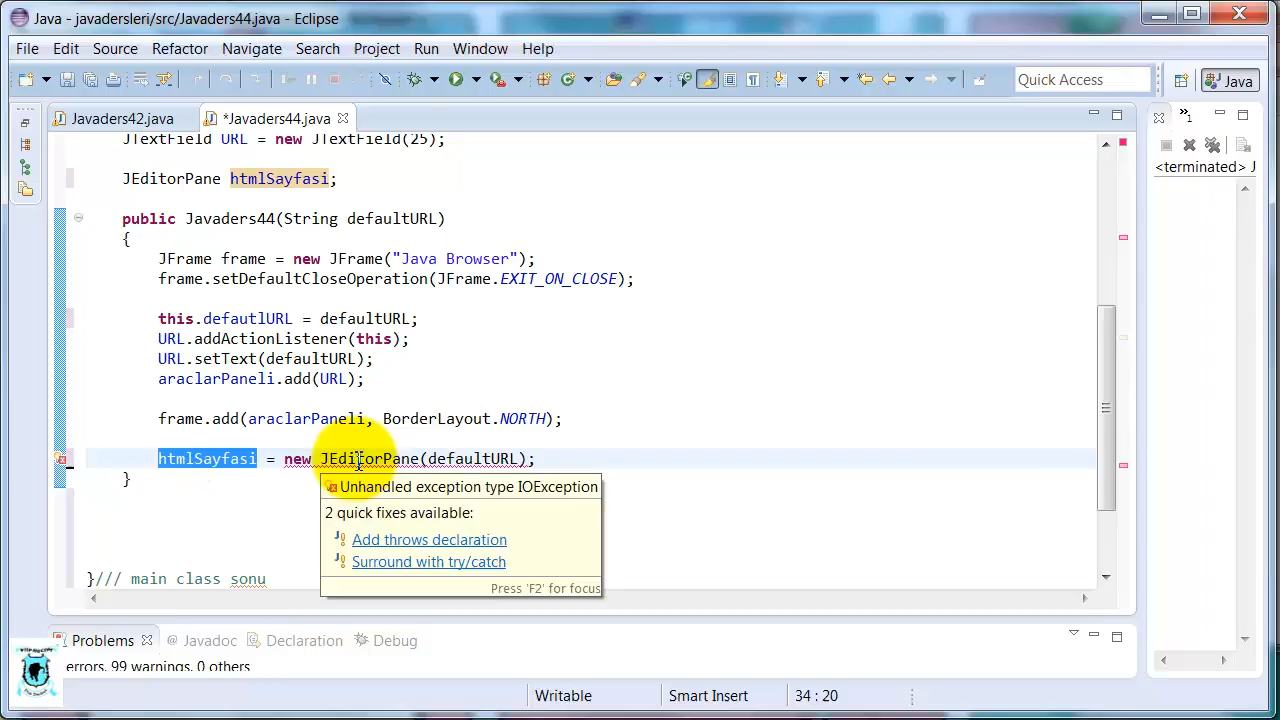 Java - javadersleri/src/Javaders44.java - Eclipse
File Edit Source Refactor Navigate Search Project Run Window Help
Quick Access
Java
Javaders42.java
*Javaders44.java
JTextField URL = new JTextField(25);
JEditorPane htmlSayfasi;
public Javaders44(String defaultURL)
{
JFrame frame = new JFrame("Java Browser");
frame.setDefaultCloseOperation(JFrame.EXIT_ON_CLOSE);
this.defautlURL = defaultURL;
URL.addActionListener(this);
URL.setText(defaultURL);
araclarPaneli.add(URL);
frame.add(araclarPaneli, BorderLayout.NORTH);
htmlSayfasi = new JEditorPane(defaultURL);
}
Unhandled exception type IOException
2 quick fixes available:
Add throws declaration
Surround with try/catch
Press 'F2' for focus
}/// main class sonu
»1
<terminated> J
Problems @ Javadoc Declaration Debug
errors, 99 warnings, 0 others
Writable Smart Insert 34 : 20